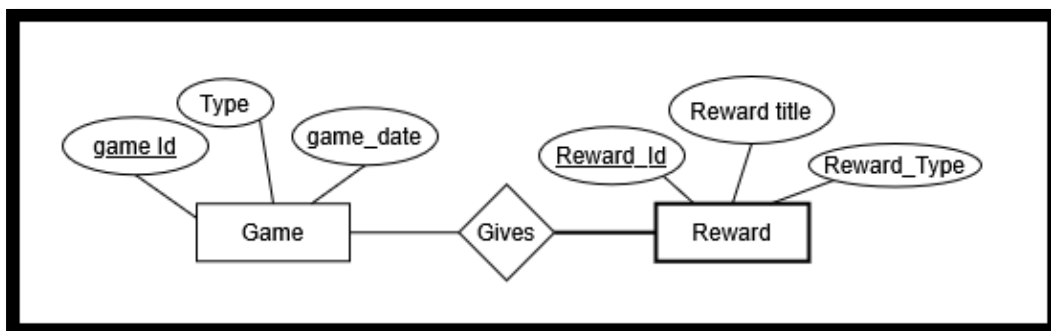 Type
game Id
game_date
Reward title
Reward_Id
Reward_Type
Game
Gives
Reward